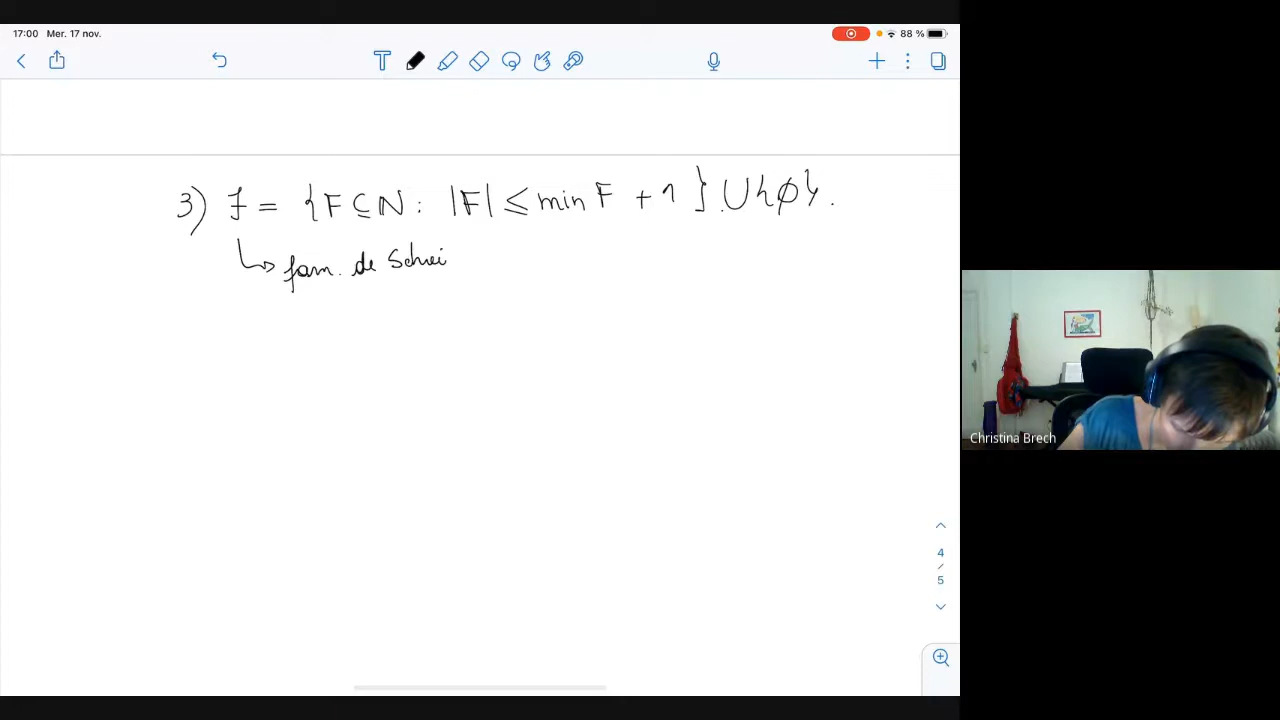 17:00 Mer. 17 nov.
88 %
3) F = {F ⊆ ℕ : |F| ≤ min F + 1} ∪ {∅}.
↳ fam. de Schrei
Christina Brech
4
/
5